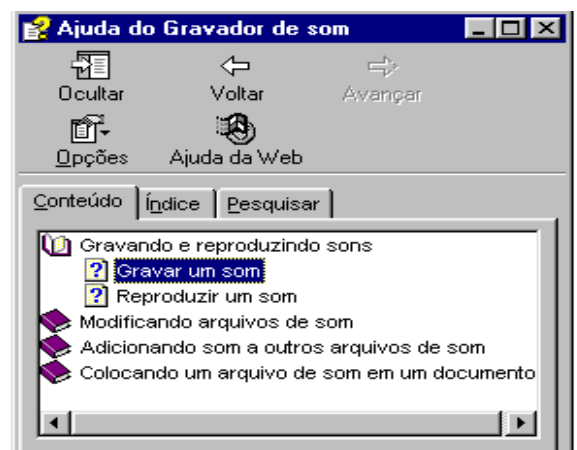 Ajuda do Gravador de som
Ocultar Voltar Avançar
Opções Ajuda da Web
Conteúdo Índice Pesquisar
Gravando e reproduzindo sons
Gravar um som
Reproduzir um som
Modificando arquivos de som
Adicionando som a outros arquivos de som
Colocando um arquivo de som em um documento